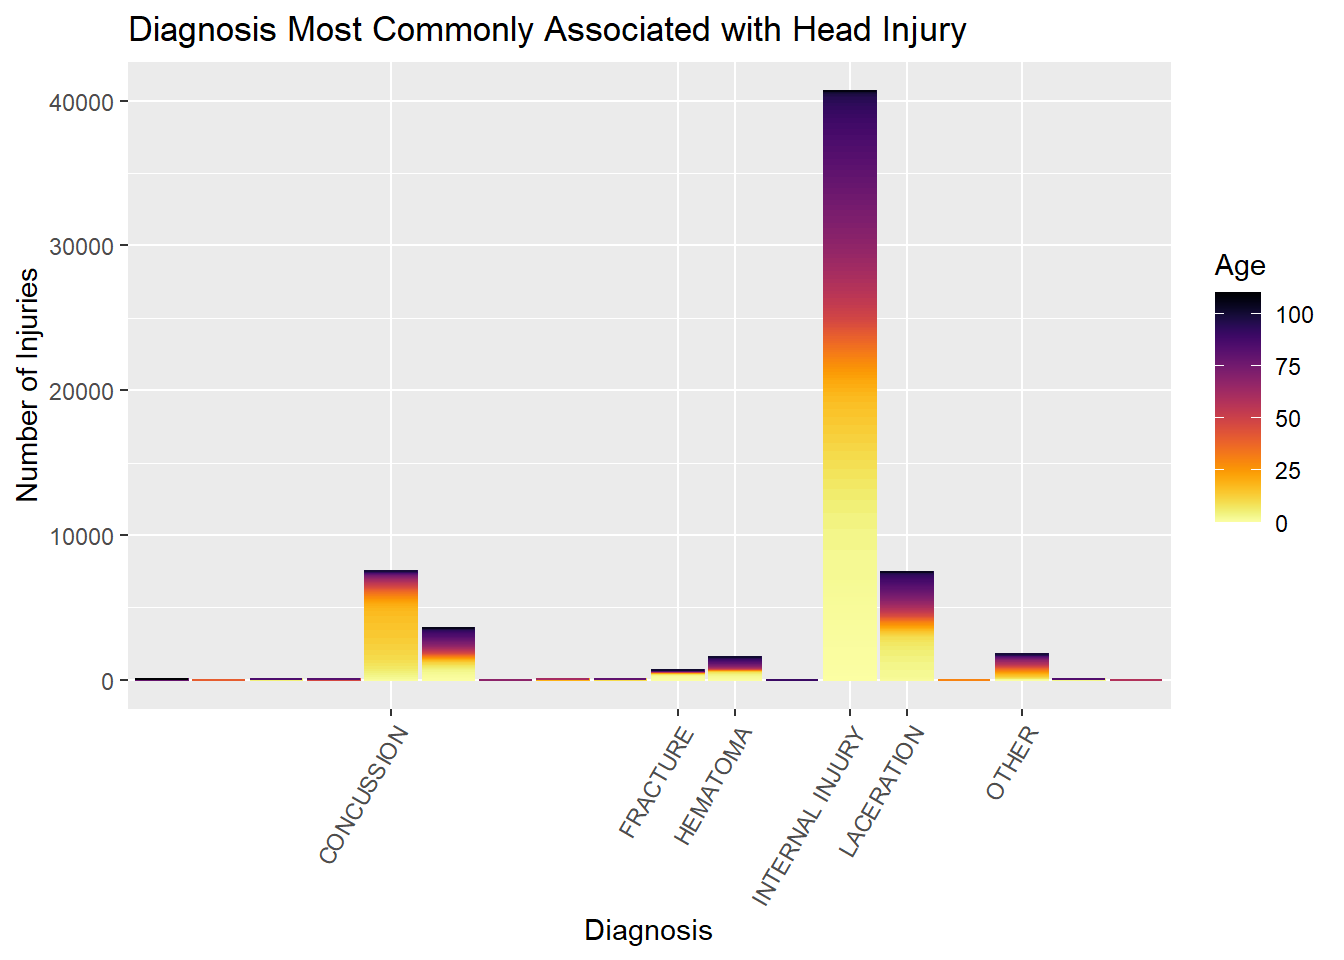 Diagnosis Most Commonly Associated with Head Injury
Number of Injuries
40000
30000
20000
10000
0
CONCUSSION
FRACTURE
HEMATOMA
INTERNAL INJURY
LACERATION
OTHER
Diagnosis
Age
100
75
50
25
0